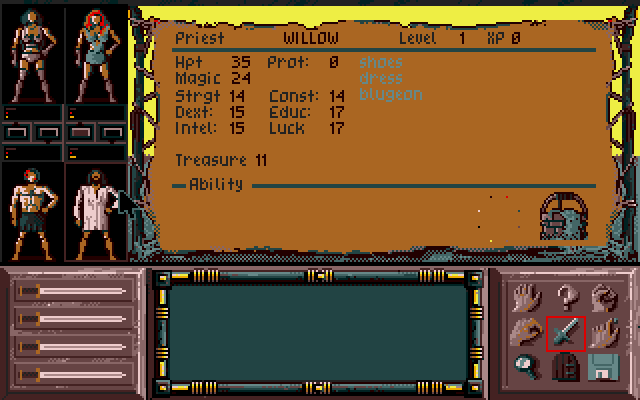 Priest WILLOW Level 1 XP 0
Hpt 35 Prot: 0 shoes
Magic 24 dress
Strgt 14 Const: 14 blugeon
Dext: 15 Educ: 17
Intel: 15 Luck 17
Treasure 11
Ability